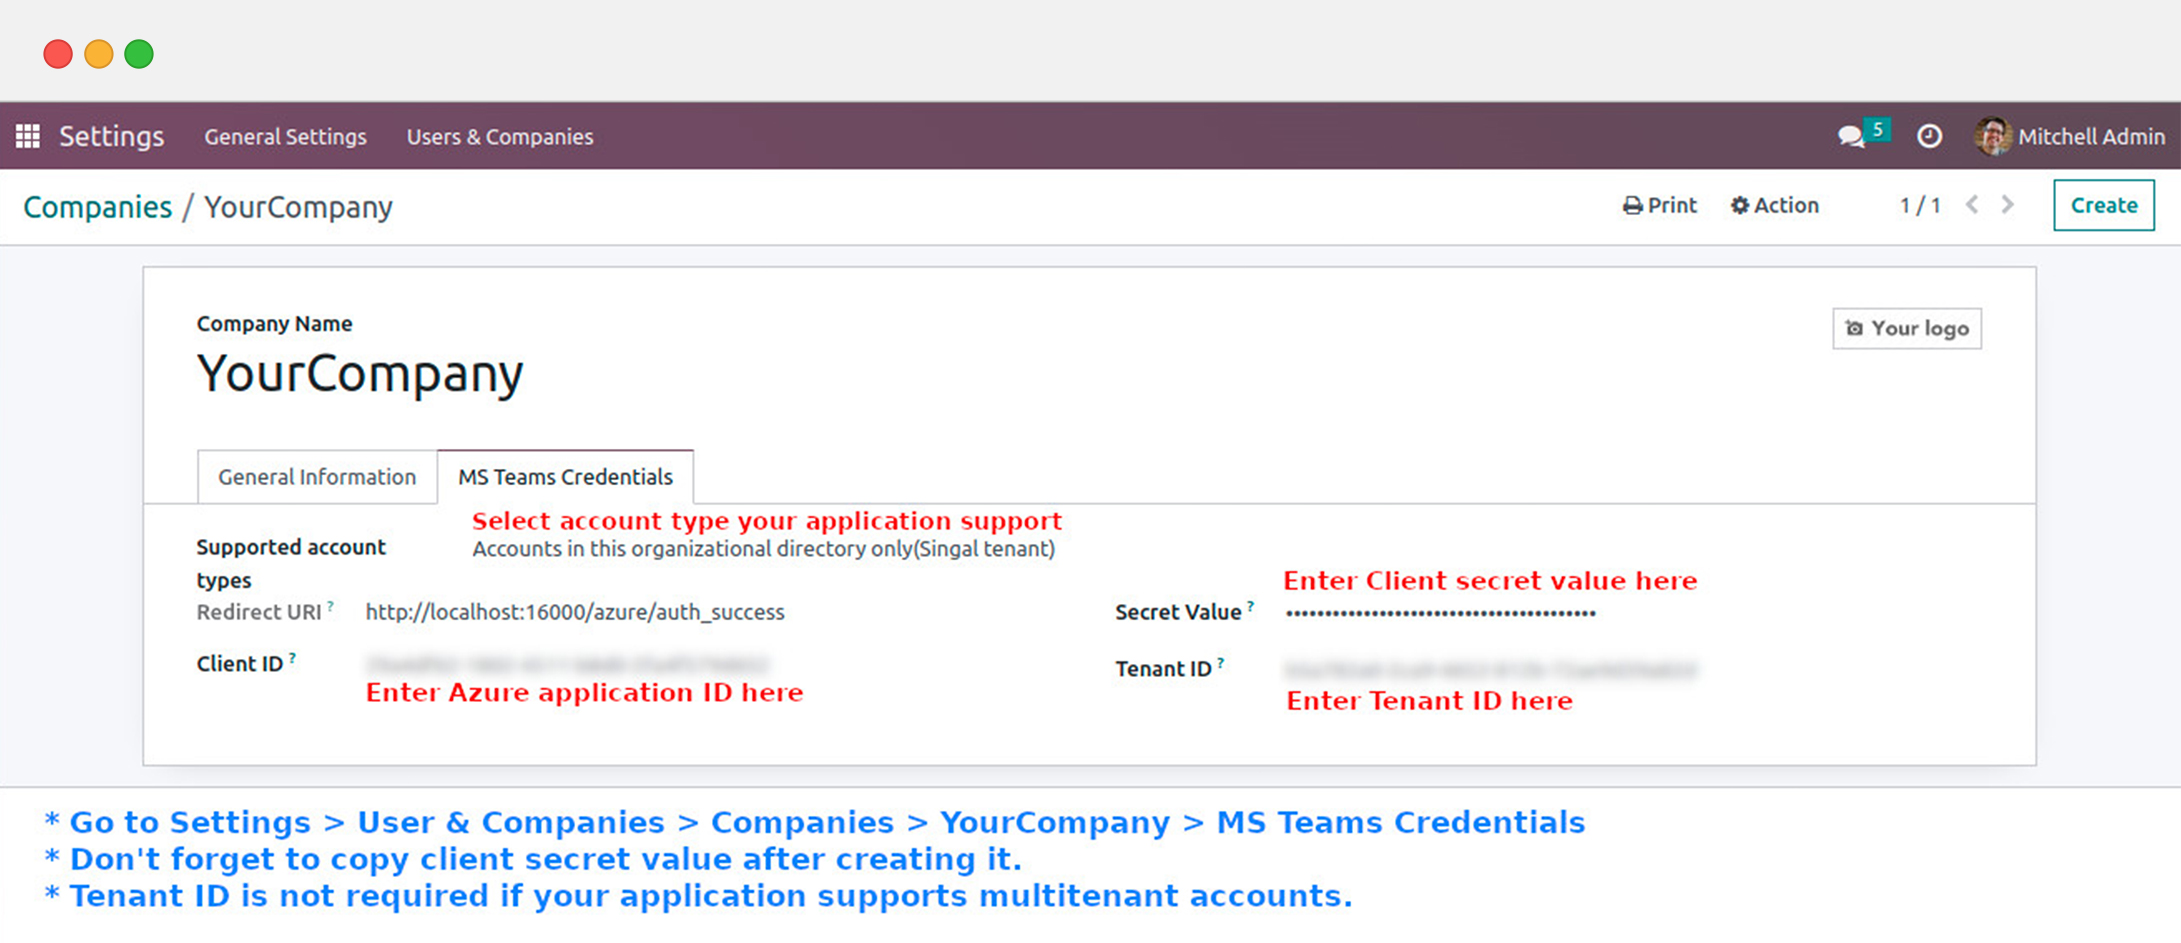 Settings General Settings Users & Companies 5 Mitchell Admin
Companies / YourCompany Print Action 1 / 1 Create
Company Name
Your logo
YourCompany
General Information MS Teams Credentials
Select account type your application support
Supported account types
Accounts in this organizational directory only(Singal tenant)
Enter Client secret value here
Redirect URI ? http://localhost:16000/azure/auth_success Secret Value ? ••••••••••••••••••••••••••••••••••••••••
Client ID ? Tenant ID ?
Enter Azure application ID here Enter Tenant ID here
* Go to Settings > User & Companies > Companies > YourCompany > MS Teams Credentials
* Don't forget to copy client secret value after creating it.
* Tenant ID is not required if your application supports multitenant accounts.